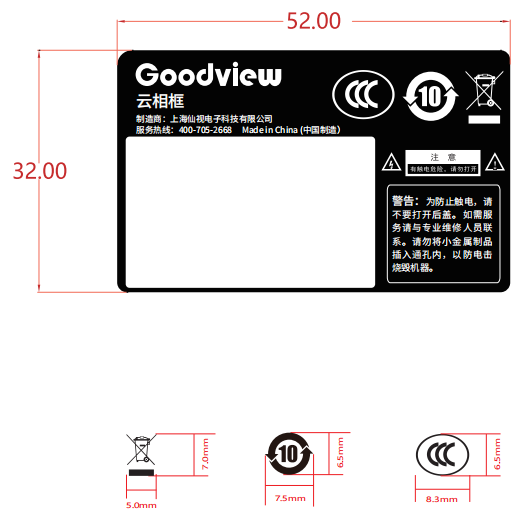 52.00
32.00
Goodview
云相框
制造商：上海仙视电子科技有限公司
服务热线：400-705-2668 Made in China (中国制造)
10
注 意
有触电危险，请勿打开
警告：为防止触电，请
不要打开后盖。如需服
务请与专业维修人员联
系。请勿将小金属制品
插入通孔内，以防电击
烧毁机器。
7.0mm
5.0mm
10
6.5mm
7.5mm
6.5mm
8.3mm